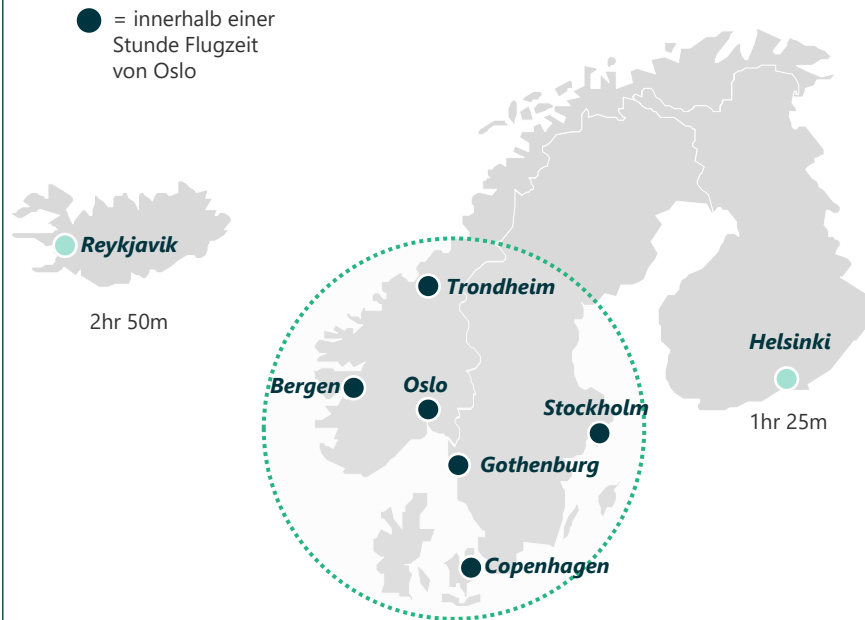 = innerhalb einer
Stunde Flugzeit
von Oslo
Reykjavik
2hr 50m
Trondheim
Helsinki
1hr 25m
Bergen
Oslo
Stockholm
Gothenburg
Copenhagen